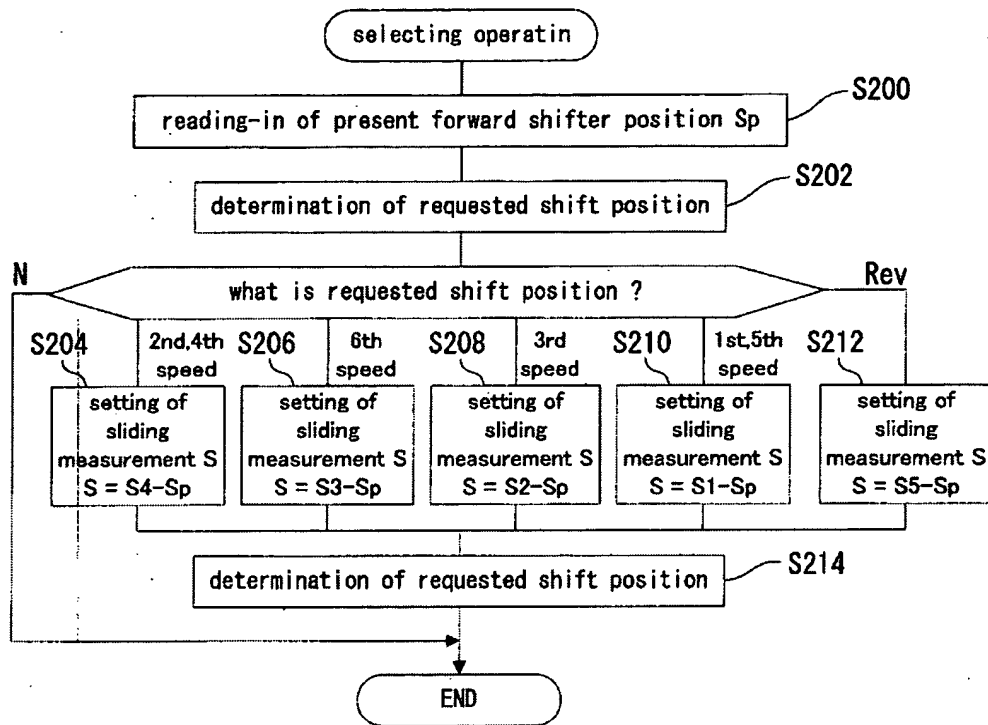 selecting operatin
S200
reading-in of present forward shifter position Sp
S202
determination of requested shift position
N
Rev
what is requested shift position ?
S204
2nd,4th
speed
S206
6th
speed
S208
3rd
speed
S210
1st,5th
speed
S212
setting of
sliding
measurement S
S = S4-Sp
setting of
sliding
measurement S
S = S3-Sp
setting of
sliding
measurement S
S = S2-Sp
setting of
sliding
measurement S
S = S1-Sp
setting of
sliding
measurement S
S = S5-Sp
S214
determination of requested shift position
END